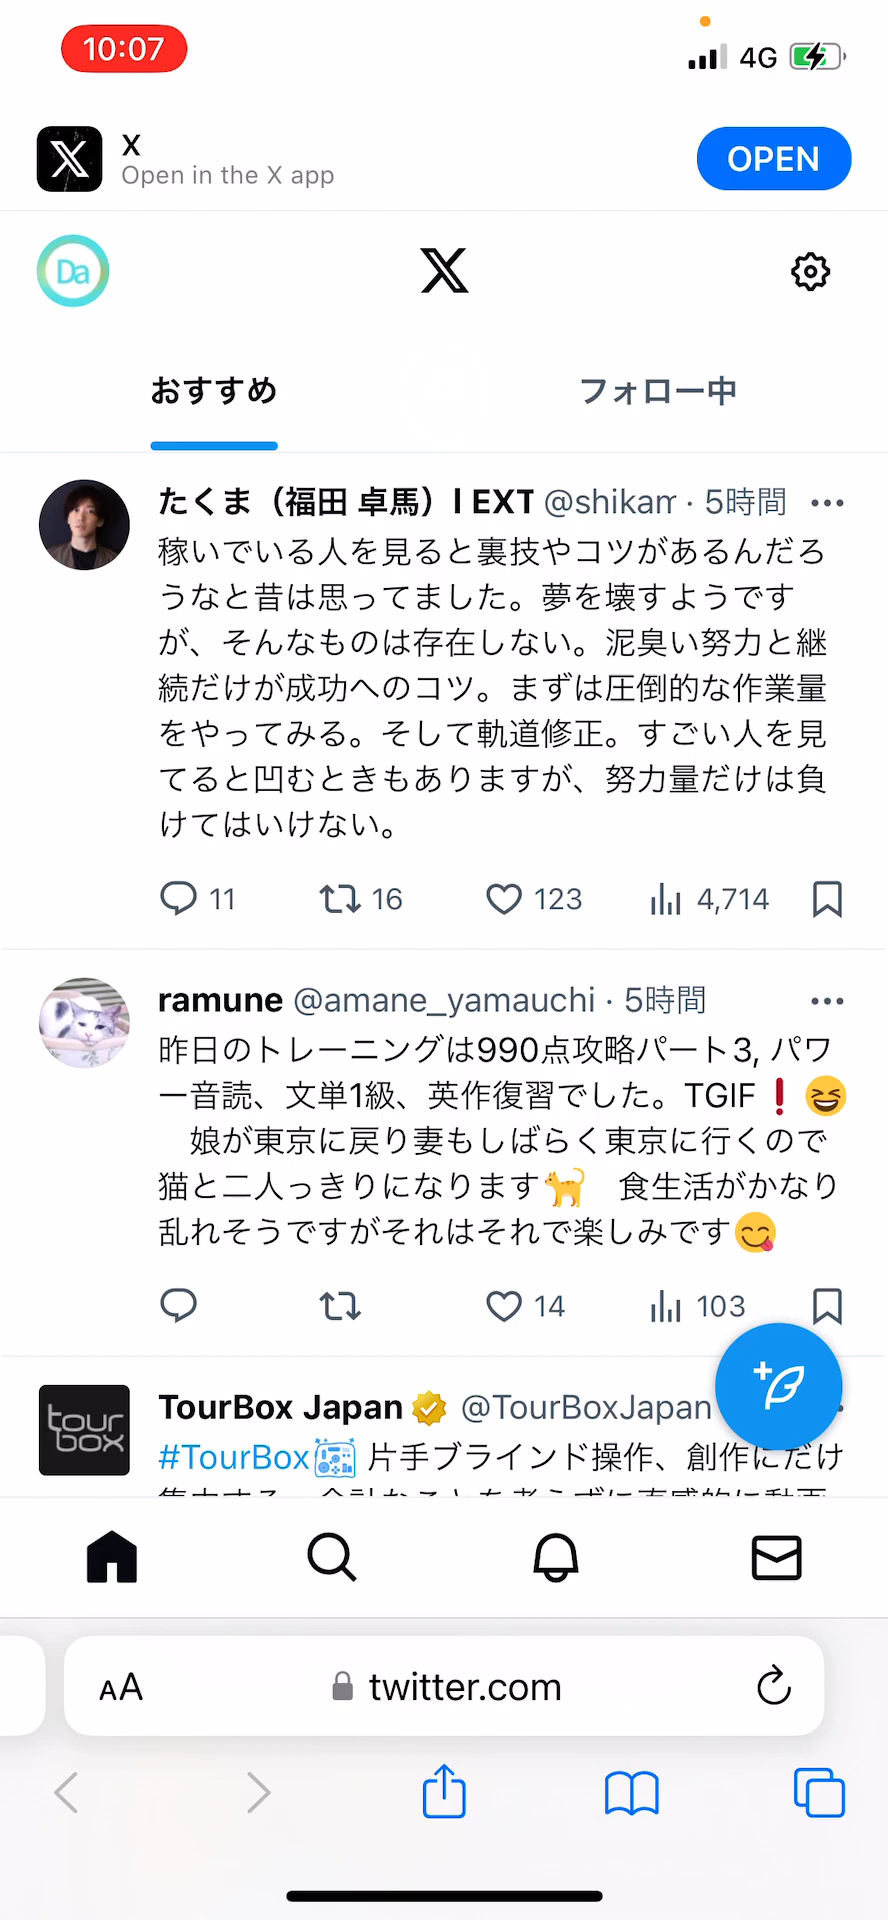 10:07
4G
X
Open in the X app
OPEN
Da
おすすめ
フォロー中
たくま（福田 卓馬）l EXT @shikam · 5時間
稼いでいる人を見ると裏技やコツがあるんだろ
うなと昔は思ってました。夢を壊すようです
が、そんなものは存在しない。泥臭い努力と継
続だけが成功へのコツ。まずは圧倒的な作業量
をやってみる。そして軌道修正。すごい人を見
てると凹むときもありますが、努力量だけは負
けてはいけない。
11 16 123 4,714
ramune @amane_yamauchi · 5時間
昨日のトレーニングは990点攻略パート3, パワ
ー音読、文単1級、英作復習でした。TGIF❗😆
娘が東京に戻り妻もしばらく東京に行くので
猫と二人っきりになります🐈 食生活がかなり
乱れそうですがそれはそれで楽しみです😋
14 103
TourBox Japan @TourBoxJapan
tour
box
#TourBox 片手ブラインド操作、創作にだけ
AA
twitter.com